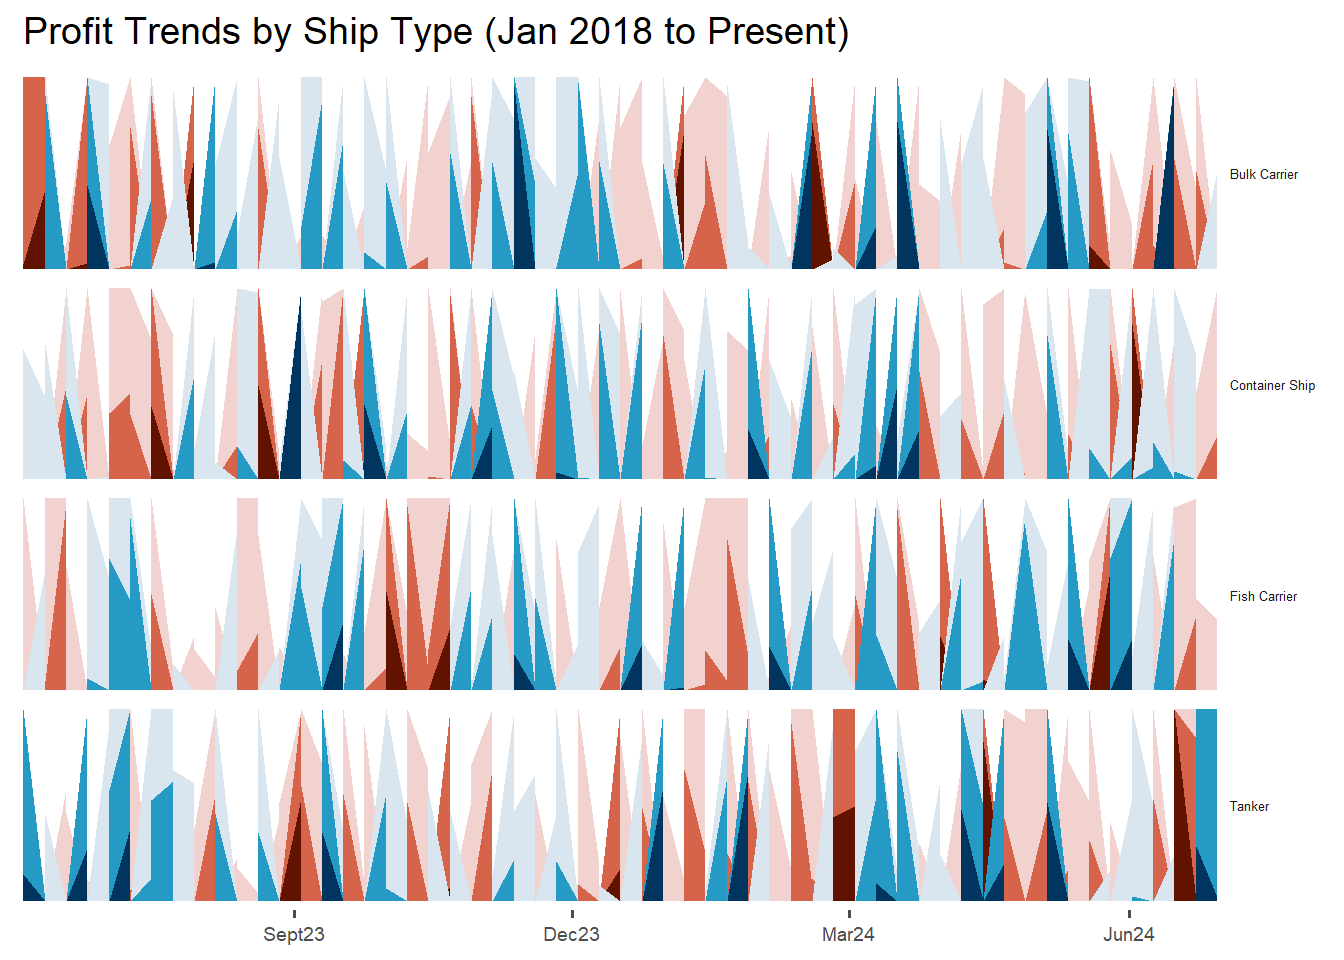 Profit Trends by Ship Type (Jan 2018 to Present)
Bulk Carrier
Container Ship
Fish Carrier
Tanker
Sept23 Dec23 Mar24 Jun24